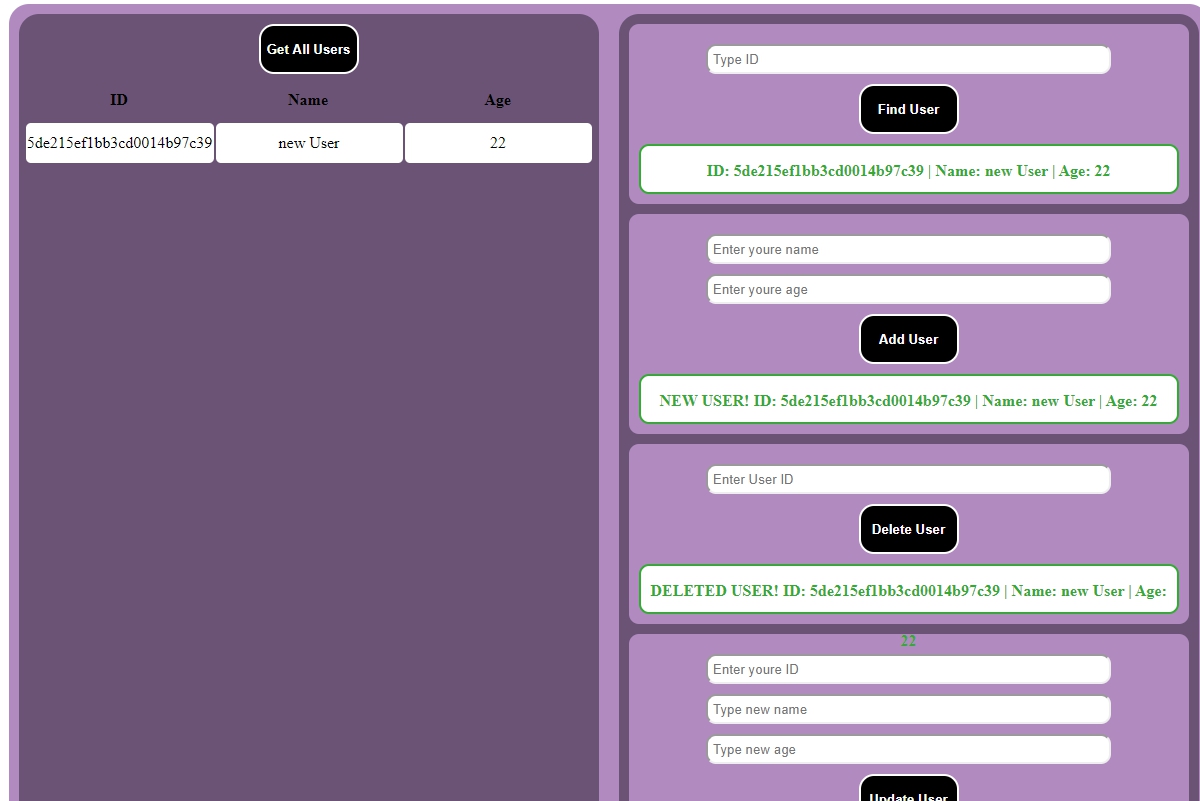 Get All Users
ID Name Age
5de215ef1bb3cd0014b97c39 new User 22
Type ID
Find User
ID: 5de215ef1bb3cd0014b97c39 | Name: new User | Age: 22
Enter youre name
Enter youre age
Add User
NEW USER! ID: 5de215ef1bb3cd0014b97c39 | Name: new User | Age: 22
Enter User ID
Delete User
DELETED USER! ID: 5de215ef1bb3cd0014b97c39 | Name: new User | Age:
22
Enter youre ID
Type new name
Type new age
Update User